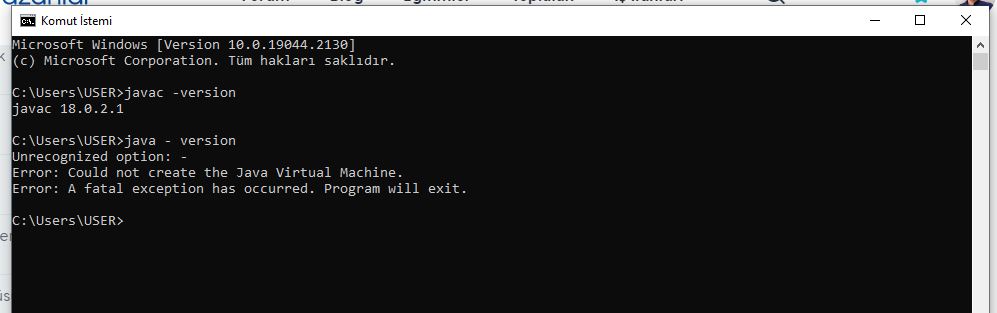 Komut İstemi
Microsoft Windows [Version 10.0.19044.2130]
(c) Microsoft Corporation. Tüm hakları saklıdır.
C:\Users\USER>javac -version
javac 18.0.2.1
C:\Users\USER>java - version
Unrecognized option: -
Error: Could not create the Java Virtual Machine.
Error: A fatal exception has occurred. Program will exit.
C:\Users\USER>